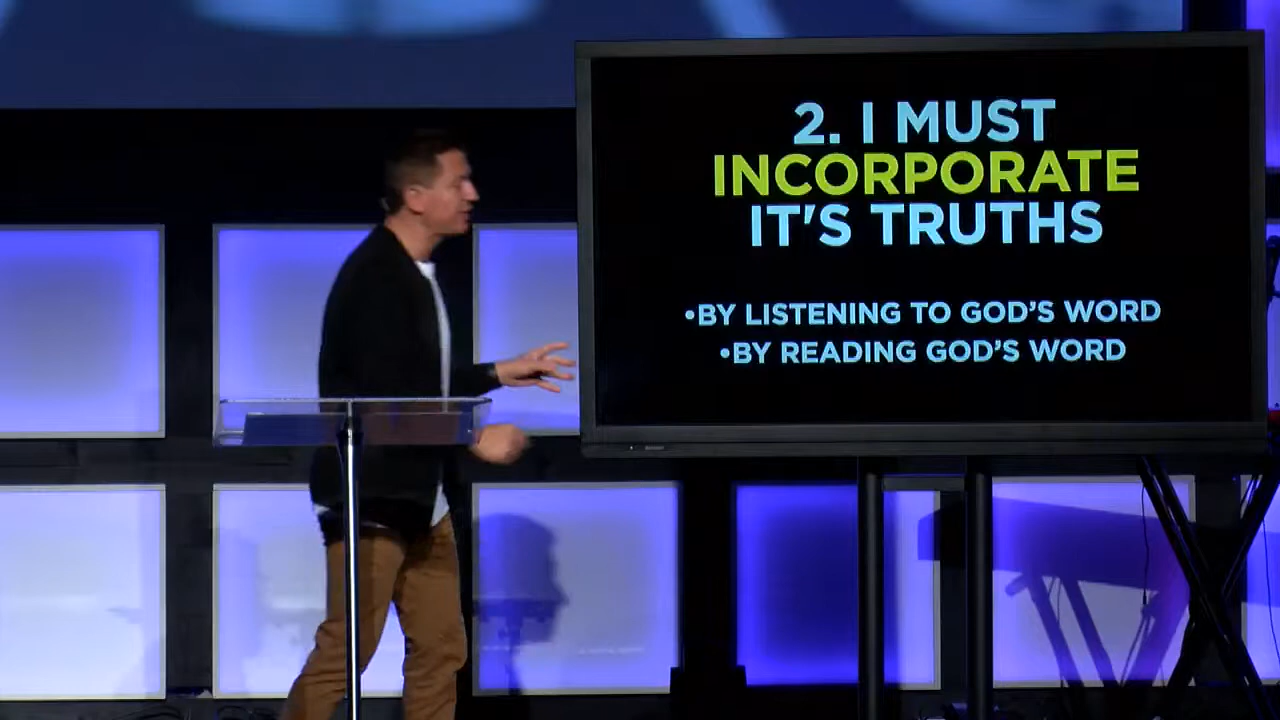 2. I MUST
INCORPORATE
IT'S TRUTHS
•BY LISTENING TO GOD’S WORD
•BY READING GOD’S WORD